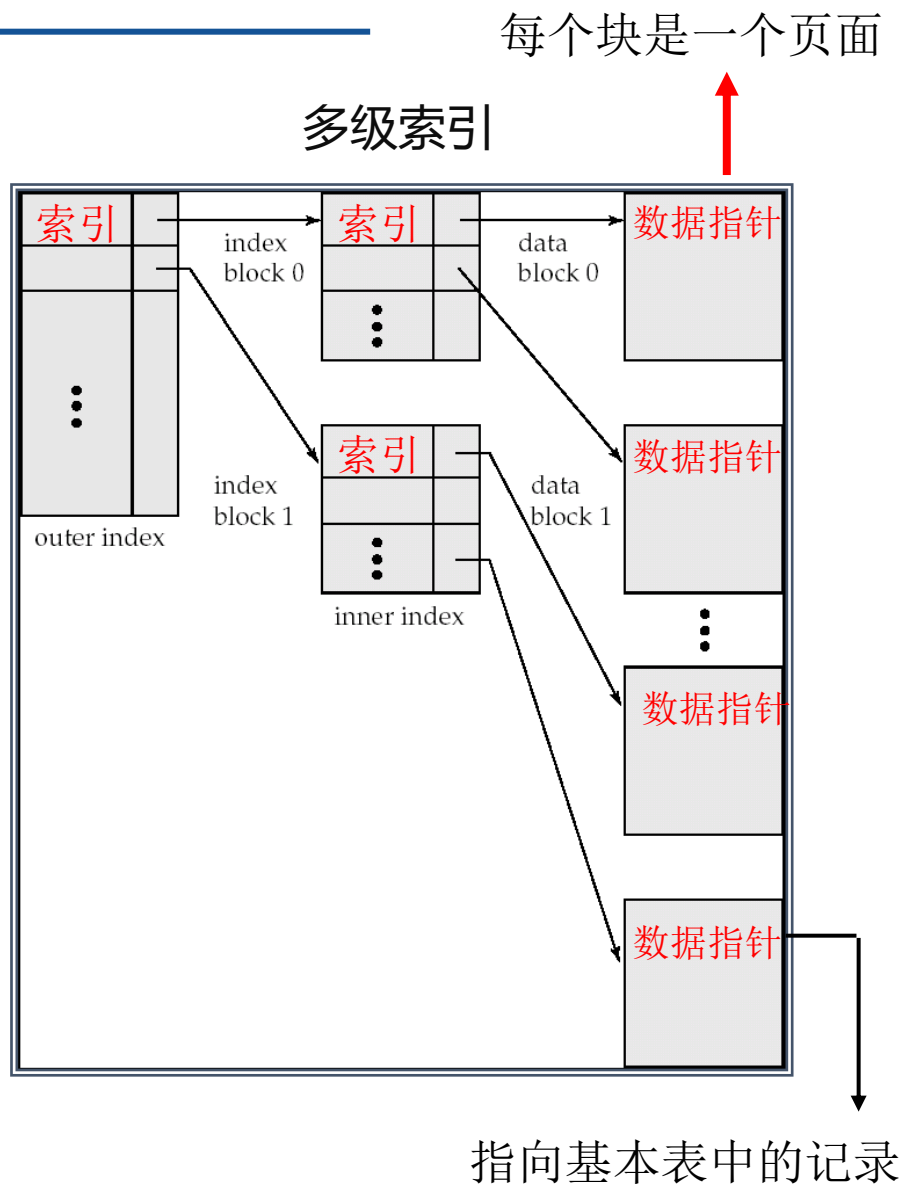 每个块是一个页面
多级索引
索引
index
block 0
索引
data
block 0
数据指针
索引
数据指针
index
block 1
data
block 1
outer index
inner index
数据指针
数据指针
指向基本表中的记录